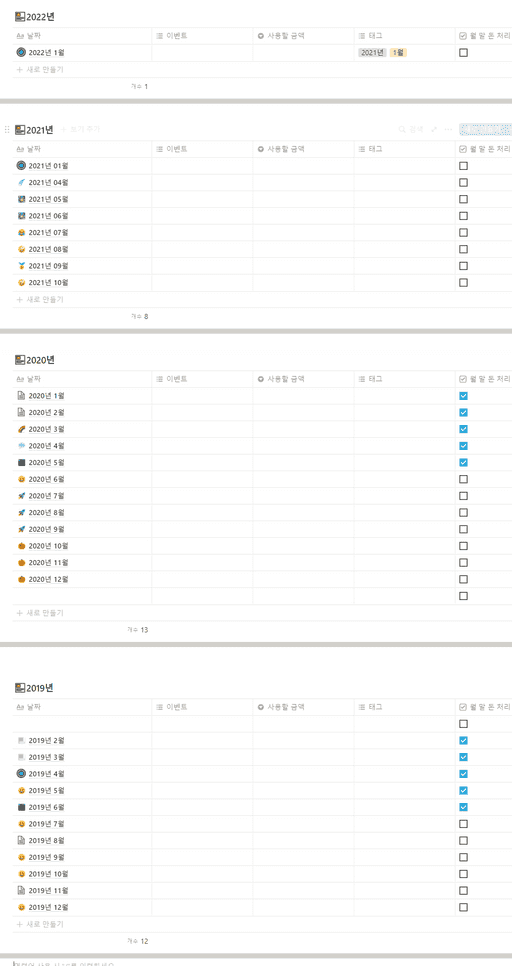 2022년
Aa 날짜 이벤트 사용할 금액 태그 월 말 돈 처리
2022년 1월 2021년 1월
+ 새로 만들기
개수 1
2021년 + 보기 추가 검색 ...
Aa 날짜 이벤트 사용할 금액 태그 월 말 돈 처리
2021년 01월
2021년 04월
2021년 05월
2021년 06월
2021년 07월
2021년 08월
2021년 09월
2021년 10월
+ 새로 만들기
개수 8
2020년
Aa 날짜 이벤트 사용할 금액 태그 월 말 돈 처리
2020년 1월
2020년 2월
2020년 3월
2020년 4월
2020년 5월
2020년 6월
2020년 7월
2020년 8월
2020년 9월
2020년 10월
2020년 11월
2020년 12월
+ 새로 만들기
개수 13
2019년
Aa 날짜 이벤트 사용할 금액 태그 월 말 돈 처리
2019년 2월
2019년 3월
2019년 4월
2019년 5월
2019년 6월
2019년 7월
2019년 8월
2019년 9월
2019년 10월
2019년 11월
2019년 12월
+ 새로 만들기
개수 12